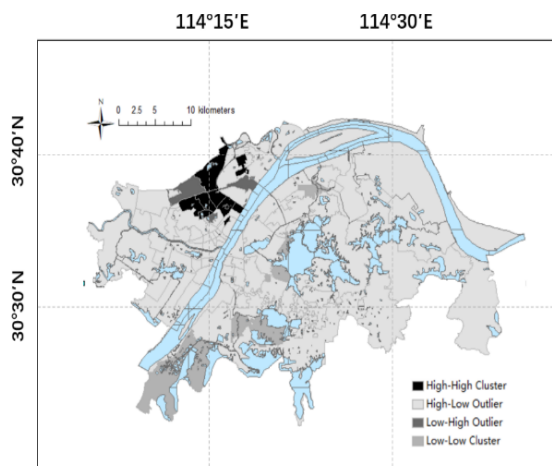 114°15′E 114°30′E
N
0 2.5 5 10 kilometers
30°40′N
30°30′N
High-High Cluster
High-Low Outlier
Low-High Outlier
Low-Low Cluster